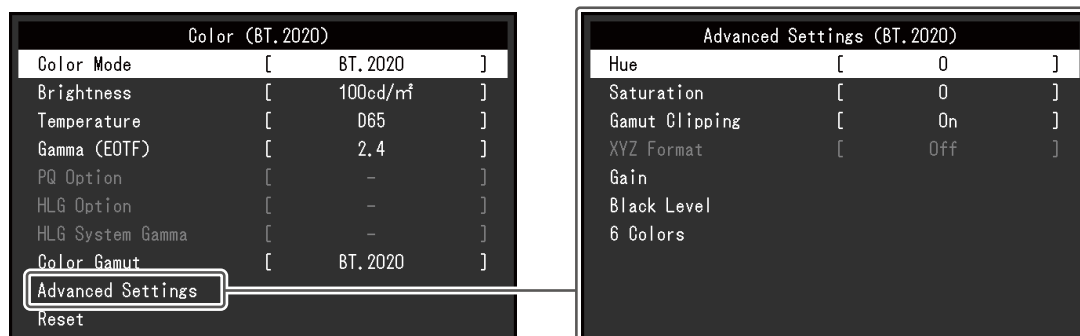 Color (BT.2020)
Color Mode [ BT.2020 ]
Brightness [ 100cd/㎡ ]
Temperature [ D65 ]
Gamma (EOTF) [ 2.4 ]
PQ Option [ – ]
HLG Option [ – ]
HLG System Gamma [ – ]
Color Gamut [ BT.2020 ]
Advanced Settings
Reset
Advanced Settings (BT.2020)
Hue [ 0 ]
Saturation [ 0 ]
Gamut Clipping [ On ]
XYZ Format [ Off ]
Gain
Black Level
6 Colors